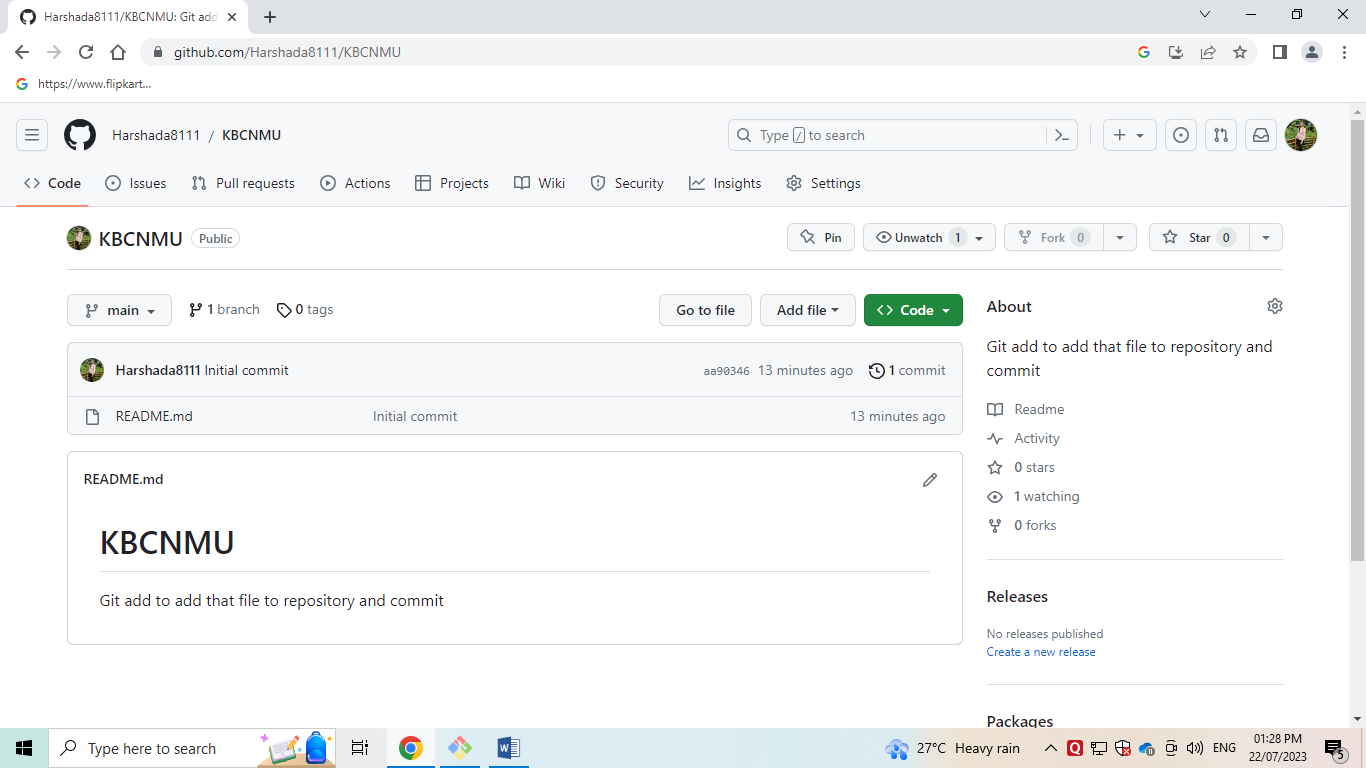 Harshada8111/KBCNMU: Git add
github.com/Harshada8111/KBCNMU
https://www.flipkart...
Harshada8111 / KBCNMU
Type / to search
Code Issues Pull requests Actions Projects Wiki Security Insights Settings
KBCNMU Public
Pin Unwatch 1 Fork 0 Star 0
main 1 branch 0 tags
Go to file Add file Code
Harshada8111 Initial commit aa90346 13 minutes ago 1 commit
README.md Initial commit 13 minutes ago
README.md
KBCNMU
Git add to add that file to repository and commit
About
Git add to add that file to repository and
commit
Readme
Activity
0 stars
1 watching
0 forks
Releases
No releases published
Create a new release
Packages
Type here to search
27°C Heavy rain
ENG
01:28 PM
22/07/2023
5